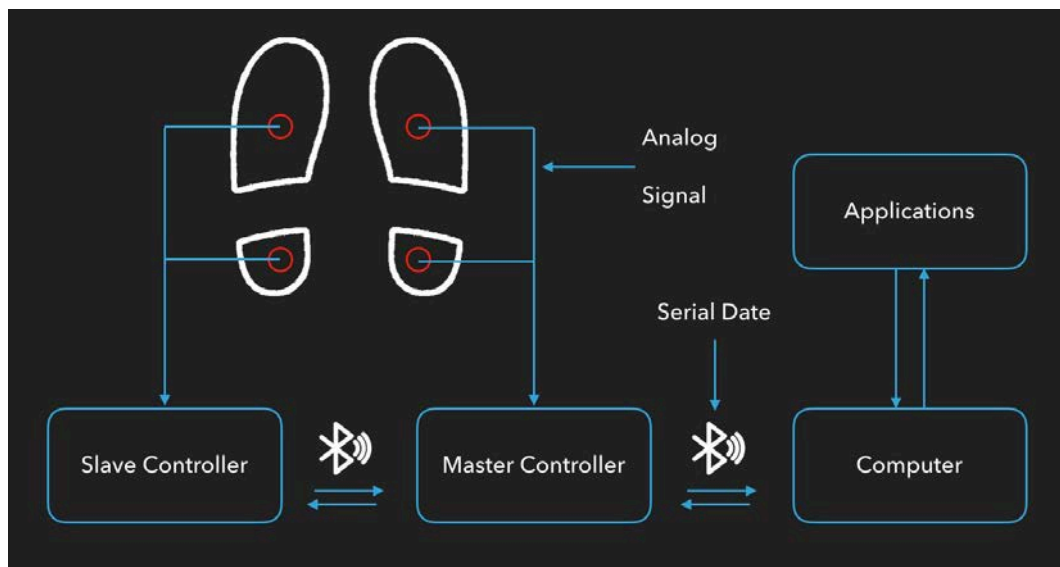 Analog
Signal
Applications
Serial Date
Slave Controller
Master Controller
Computer